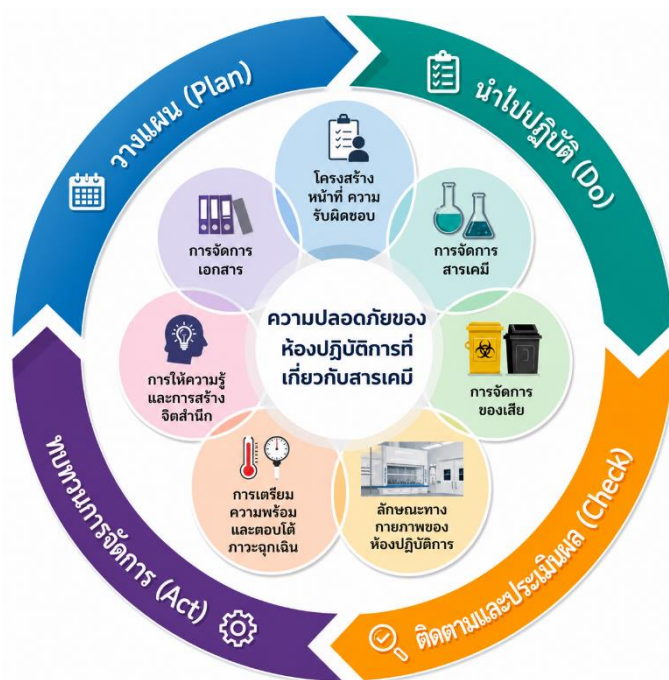 วางแผน (Plan)
นำไปปฏิบัติ (Do)
โครงสร้าง
หน้าที่ ความ
รับผิดชอบ
การจัดการ
เอกสาร
การจัดการ
สารเคมี
ความปลอดภัยของ
ห้องปฏิบัติการที่
เกี่ยวกับสารเคมี
การให้ความรู้
และการสร้าง
จิตสำนึก
การจัดการ
ของเสีย
การเตรียม
ความพร้อม
และตอบโต้
ภาวะฉุกเฉิน
ลักษณะทาง
กายภาพของ
ห้องปฏิบัติการ
ทบทวนการจัดการ (Act)
ติดตามและประเมินผล (Check)